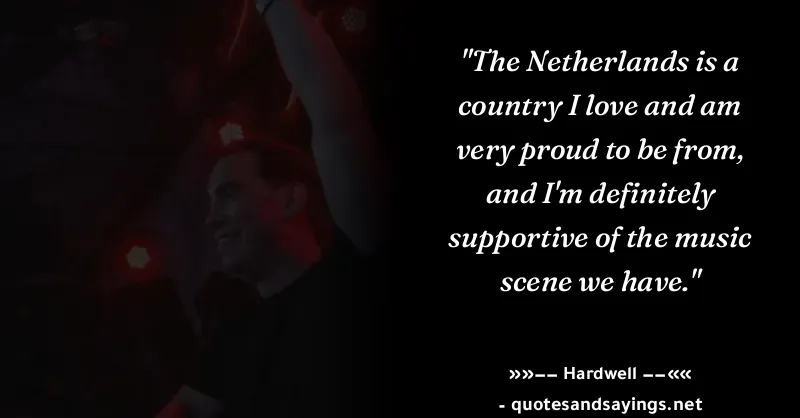 "The Netherlands is a
country I love and am
very proud to be from,
and I'm definitely
supportive of the music
scene we have."
»»–– Hardwell ––««
- quotesandsayings.net